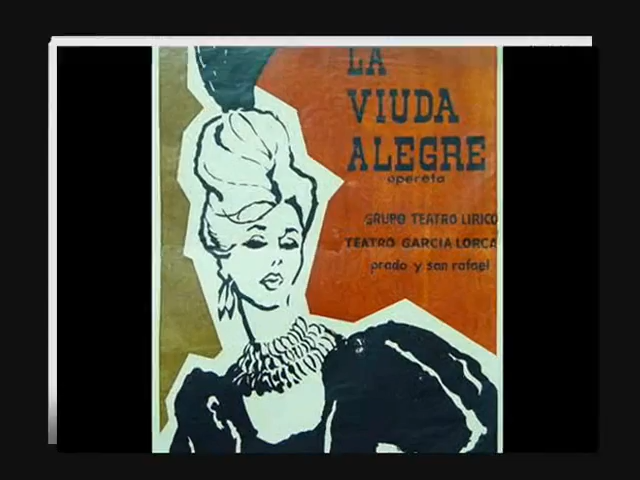 LA
VIUDA
ALEGRE
opereta
GRUPO TEATRO LIRICO
TEATRO GARCIA LORCA
prado y san rafael